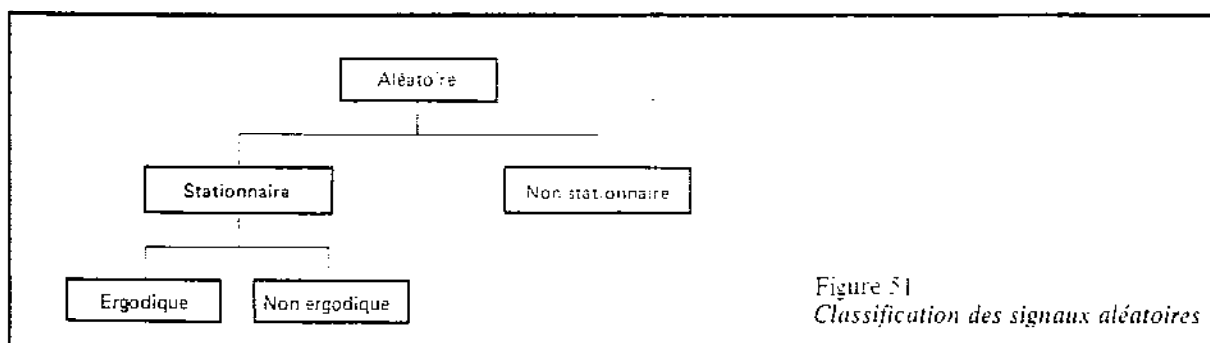 Aléatoire
Stationnaire
Non stationnaire
Ergodique
Non ergodique
Figure 51
Classification des signaux aléatoires